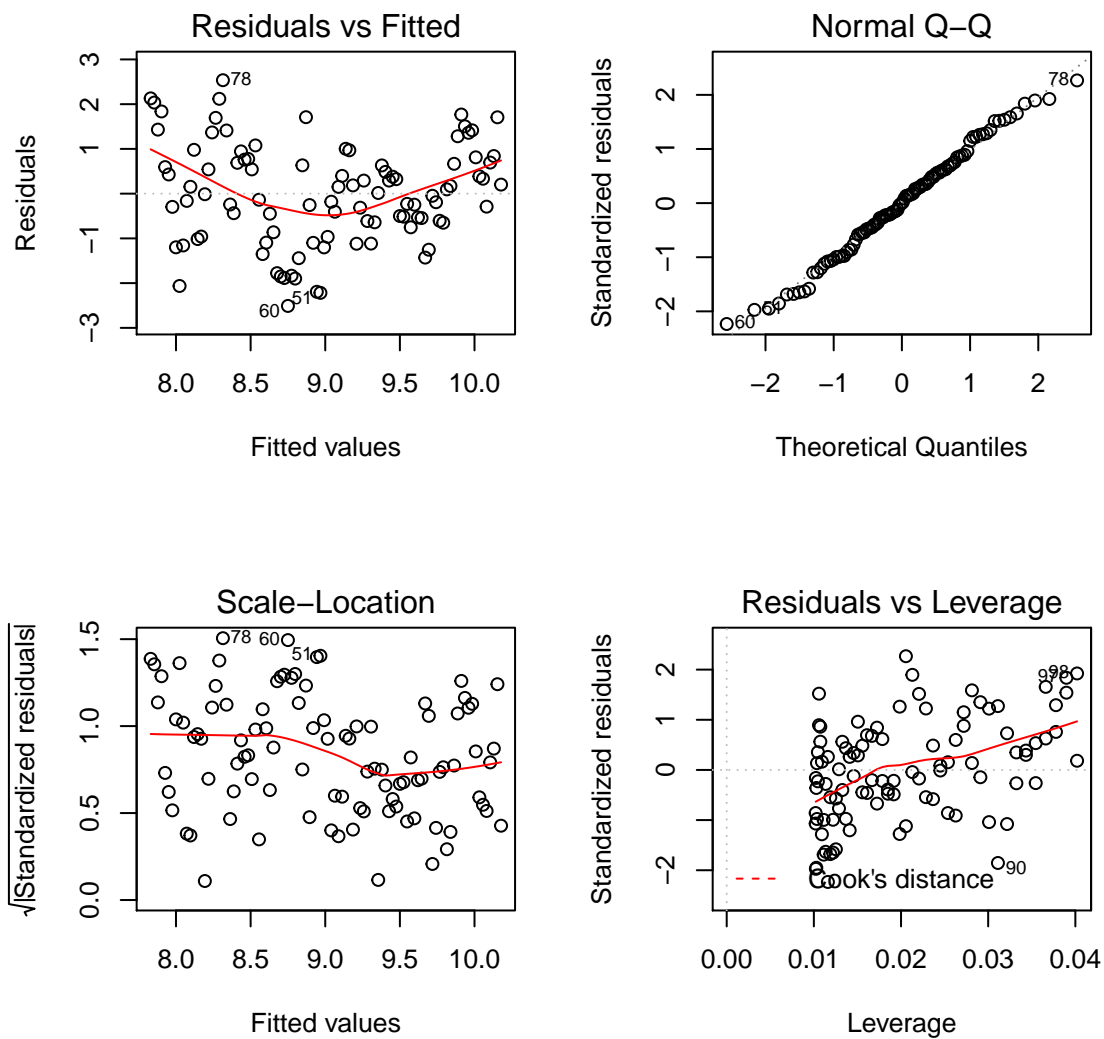 Residuals vs Fitted
Residuals
3
2
1
−1
−3
78
51
60
8.0 8.5 9.0 9.5 10.0
Fitted values
Normal Q−Q
Standardized residuals
2
1
0
−1
−2
78
51
60
−2 −1 0 1 2
Theoretical Quantiles
Scale−Location
√|Standardized residuals|
1.5
1.0
0.5
0.0
78 60
51
8.0 8.5 9.0 9.5 10.0
Fitted values
Residuals vs Leverage
Standardized residuals
2
0
−2
97 98
90
Cook's distance
0.00 0.01 0.02 0.03 0.04
Leverage